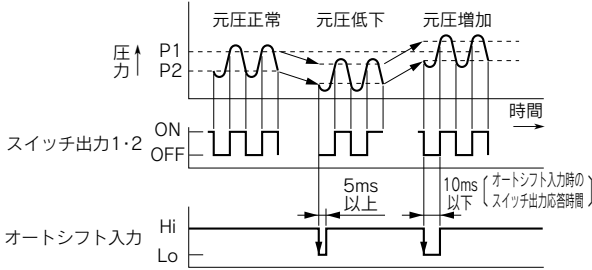 元圧正常
元圧低下
元圧増加
圧力
P1
P2
時間
スイッチ出力1・2
ON
OFF
5ms
以上
10ms
以下
オートシフト入力時の
スイッチ出力応答時間
オートシフト入力
Hi
Lo